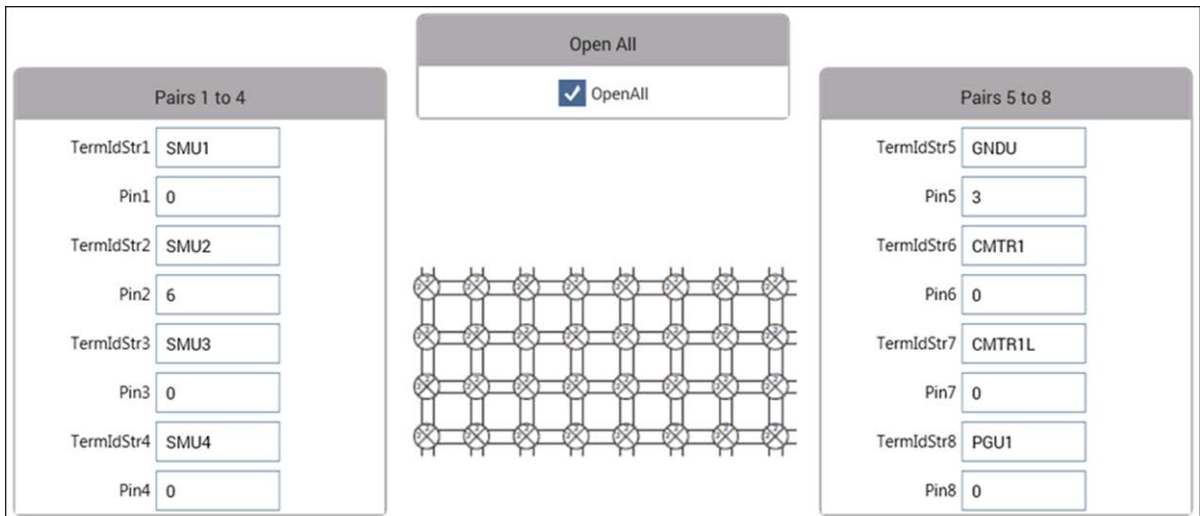 Open All
OpenAll
Pairs 1 to 4
TermIdStr1 SMU1
Pin1 0
TermIdStr2 SMU2
Pin2 6
TermIdStr3 SMU3
Pin3 0
TermIdStr4 SMU4
Pin4 0
Pairs 5 to 8
TermIdStr5 GNDU
Pin5 3
TermIdStr6 CMTR1
Pin6 0
TermIdStr7 CMTR1L
Pin7 0
TermIdStr8 PGU1
Pin8 0